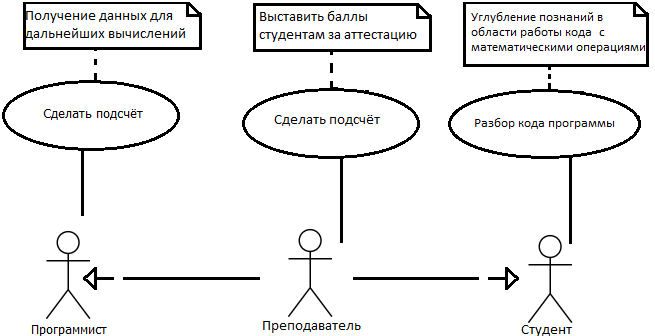 Получение данных для
дальнейших вычислений
Выставить баллы
студентам за аттестацию
Углубление познаний в
области работы кода с
математическими операциями
Сделать подсчёт
Сделать подсчёт
Разбор кода программы
Программист
Преподаватель
Студент